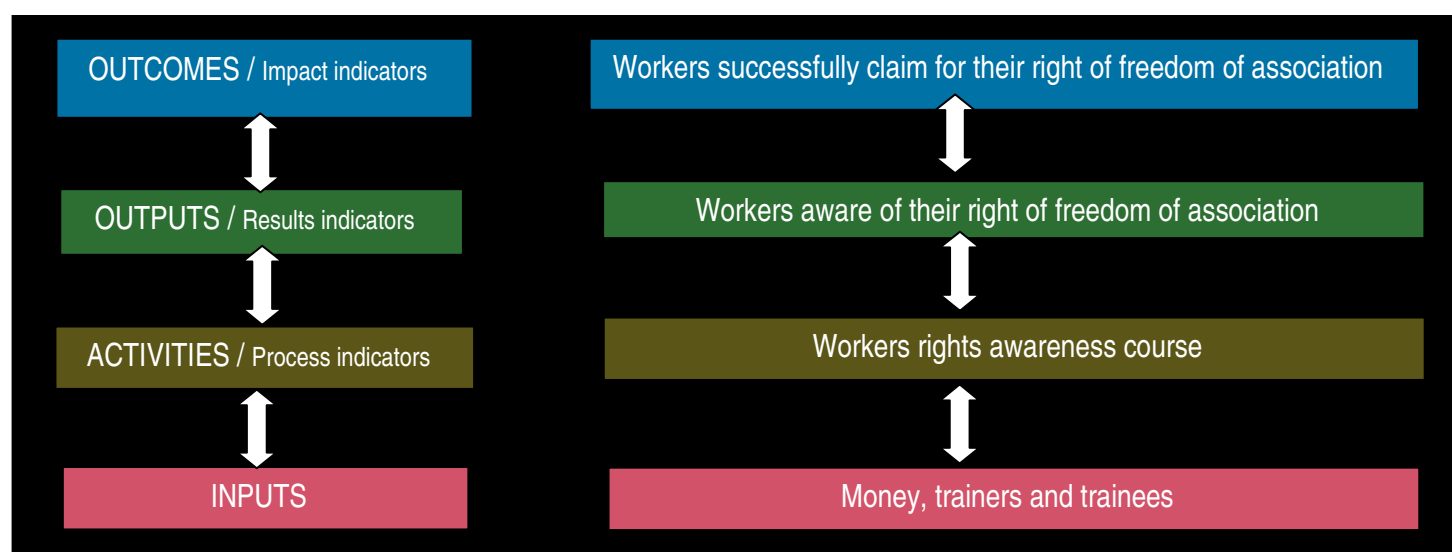 OUTCOMES / Impact indicators
Workers successfully claim for their right of freedom of association
OUTPUTS / Results indicators
Workers aware of their right of freedom of association
ACTIVITIES / Process indicators
Workers rights awareness course
INPUTS
Money, trainers and trainees